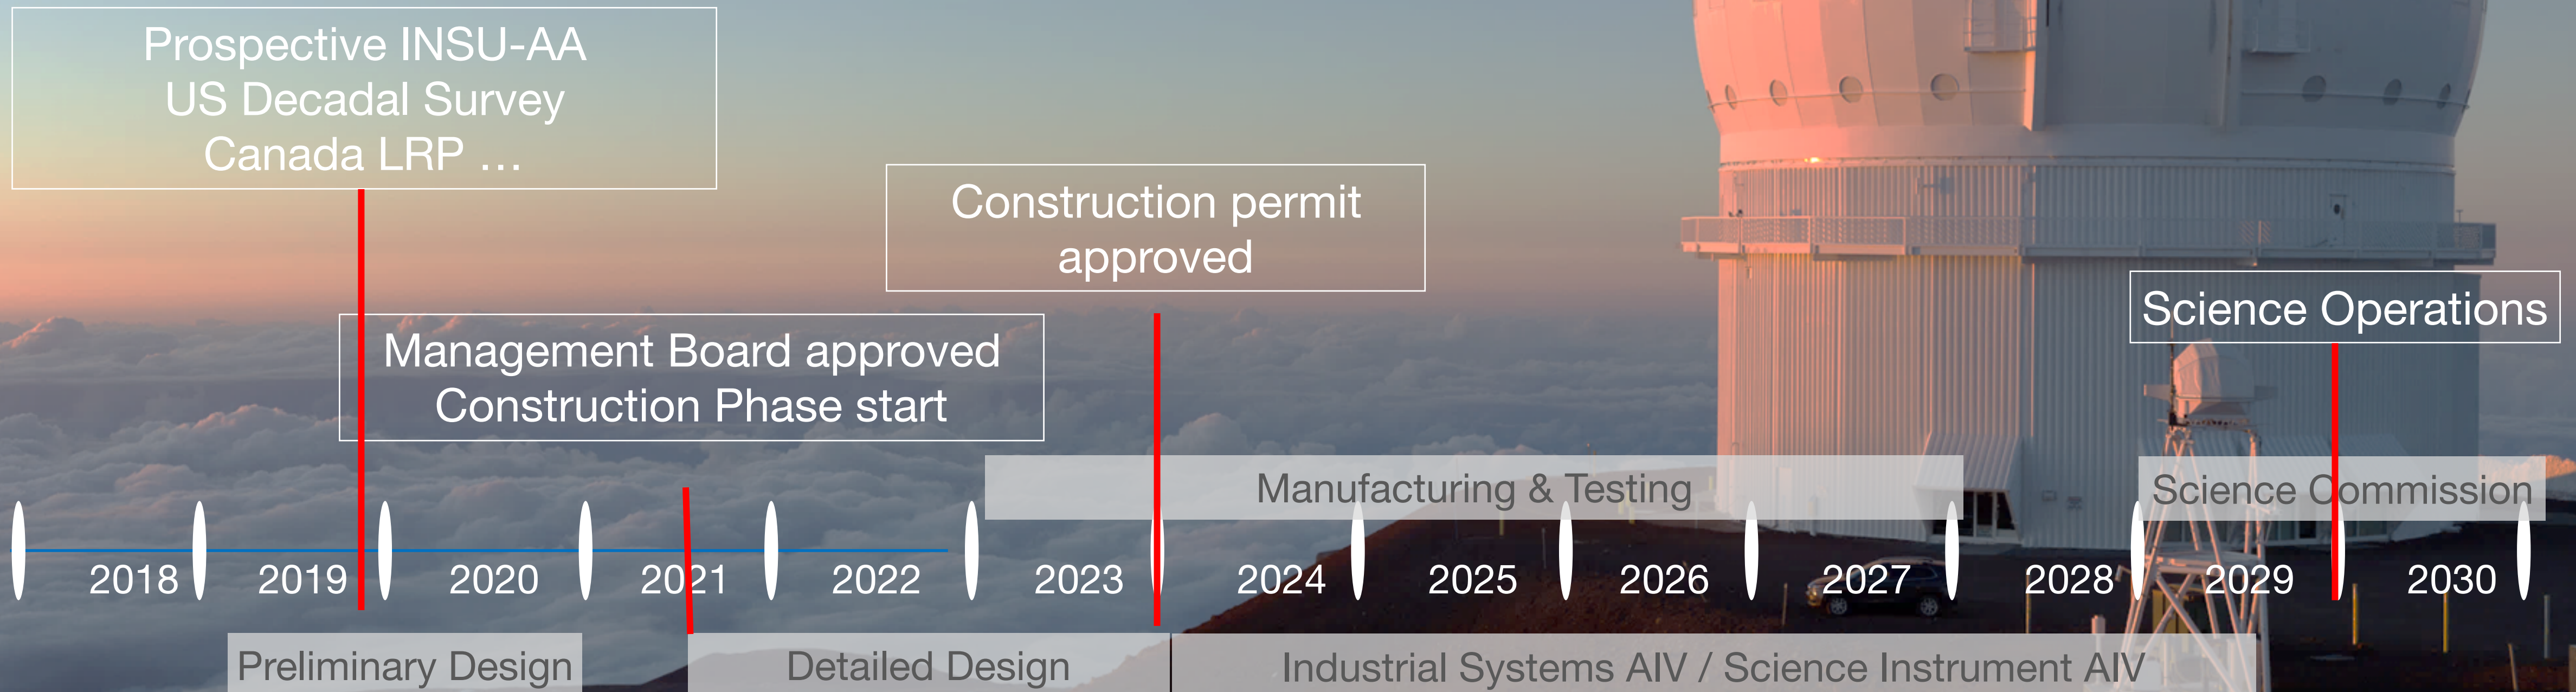 Prospective INSU-AA
US Decadal Survey
Canada LRP …
Construction permit
approved
Science Operations
Management Board approved
Construction Phase start
Manufacturing & Testing
Science Commission
2018
2019
2020
2021
2022
2023
2024
2025
2026
2027
2028
2029
2030
Preliminary Design
Detailed Design
Industrial Systems AIV / Science Instrument AIV